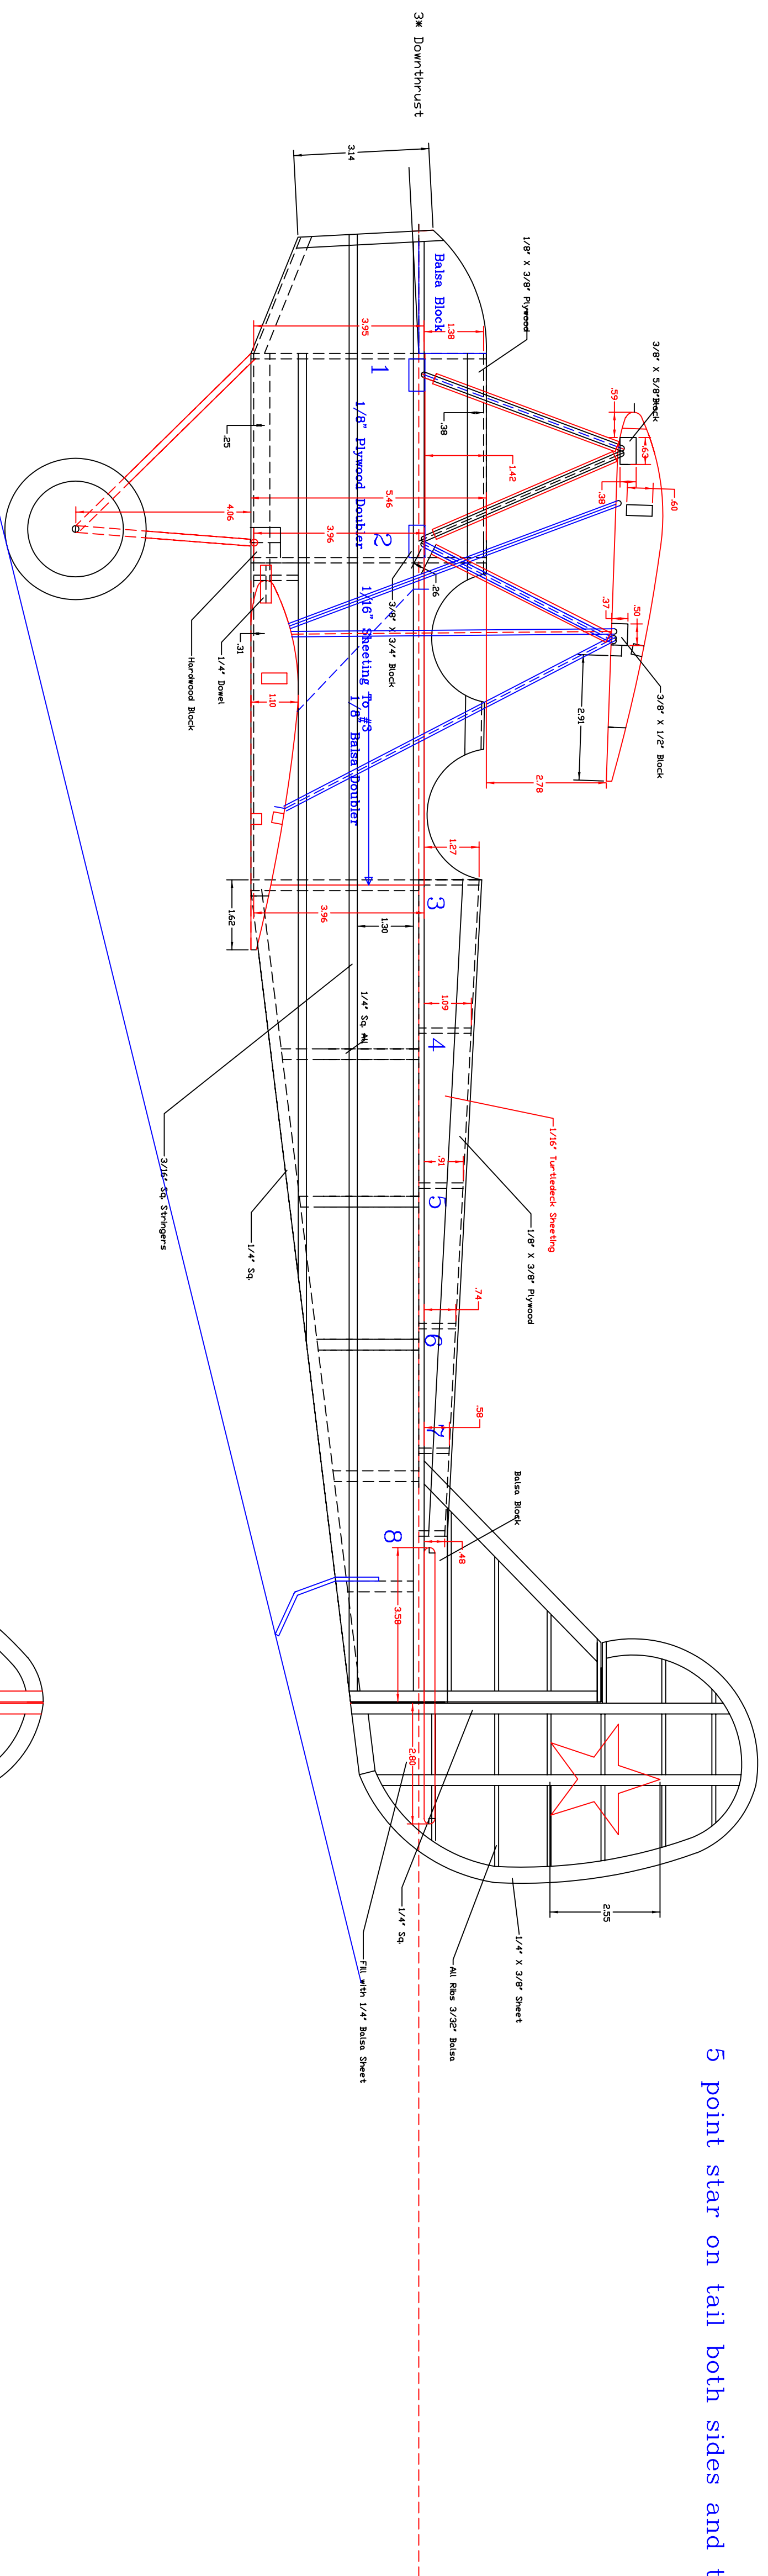 3* Downthrust
3.14
Balsa Block
1/8" X 3/8" Plywood
3/8" X 5/8"Block
3.95
1.38
.59
.63
1
.38
1/8" Plywood Doubler
.25
1.42
.38
.60
4.06
5.46
3.96
2
.26
3/8" X 3/4" Block
1/16" Sheeting To #3
1/8" Balsa Doubler
.37
.50
.31
1/4" Dowel
Hardwood Block
1.10
2.91
3/8" X 1/2" Block
2.78
1.27
1.62
3.96
1.30
3
1/4" Sq. All
1.09
4
1/16" Turtledeck Sheeting
3/16" Sq. Stringers
.91
5
1/4" Sq.
1/8" X 3/8" Plywood
.74
6
.58
7
Balsa Block
8
.48
3.58
2.80
2.55
1/4" Sq.
Fill with 1/4" Balsa Sheet
All Ribs 3/32" Balsa
1/4" X 3/8" Sheet
5 point star on tail both sides and